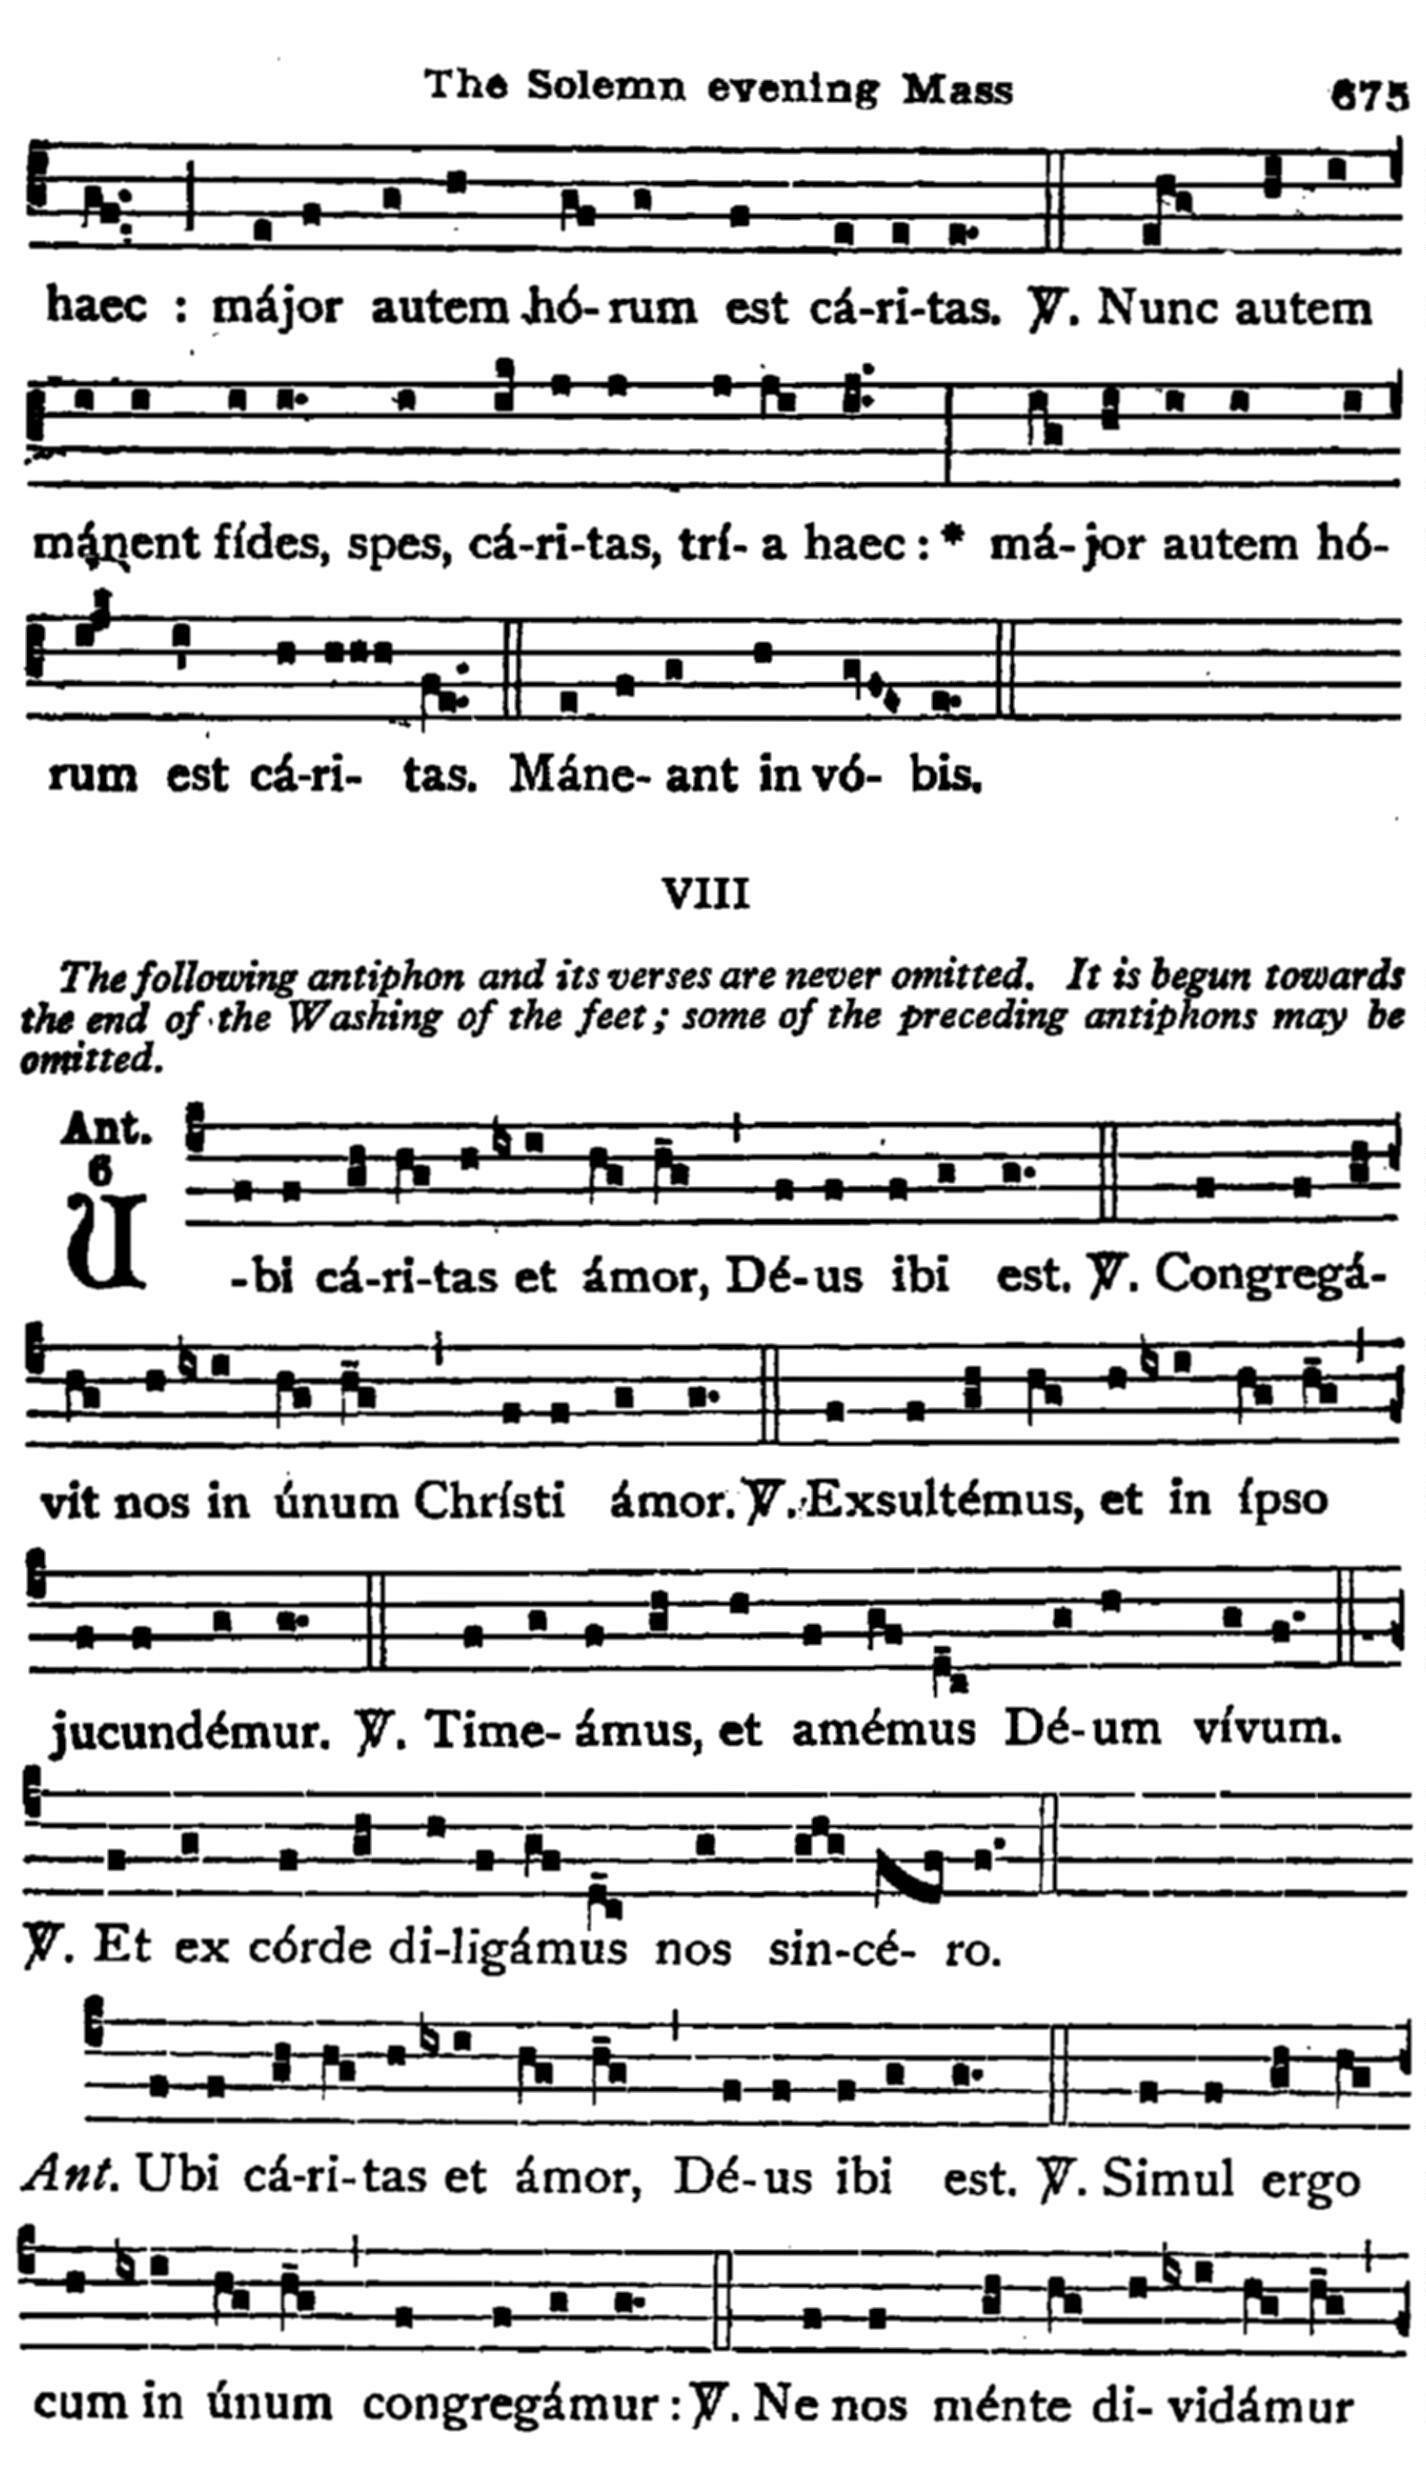 The Solemn evening Mass 675
haec : májor autem hó-rum est cá-ri-tas. ℣. Nunc autem
mánent fídes, spes, cá-ri-tas, trí- a haec : * má-jor autem hó-
rum est cá-ri- tas. Máne- ant in vó- bis.
VIII
The following antiphon and its verses are never omitted. It is begun towards
the end of the Washing of the feet; some of the preceding antiphons may be
omitted.
Ant.
6
U
-bi cá-ri-tas et ámor, Dé-us ibi est. ℣. Congregá-
vit nos in únum Chrísti ámor. ℣. Exsultémus, et in ípso
jucundémur. ℣. Time- ámus, et amémus Dé-um vívum.
℣. Et ex córde di-ligámus nos sin-cé- ro.
Ant. Ubi cá-ri-tas et ámor, Dé-us ibi est. ℣. Simul ergo
cum in únum congregámur : ℣. Ne nos ménte di- vidámur